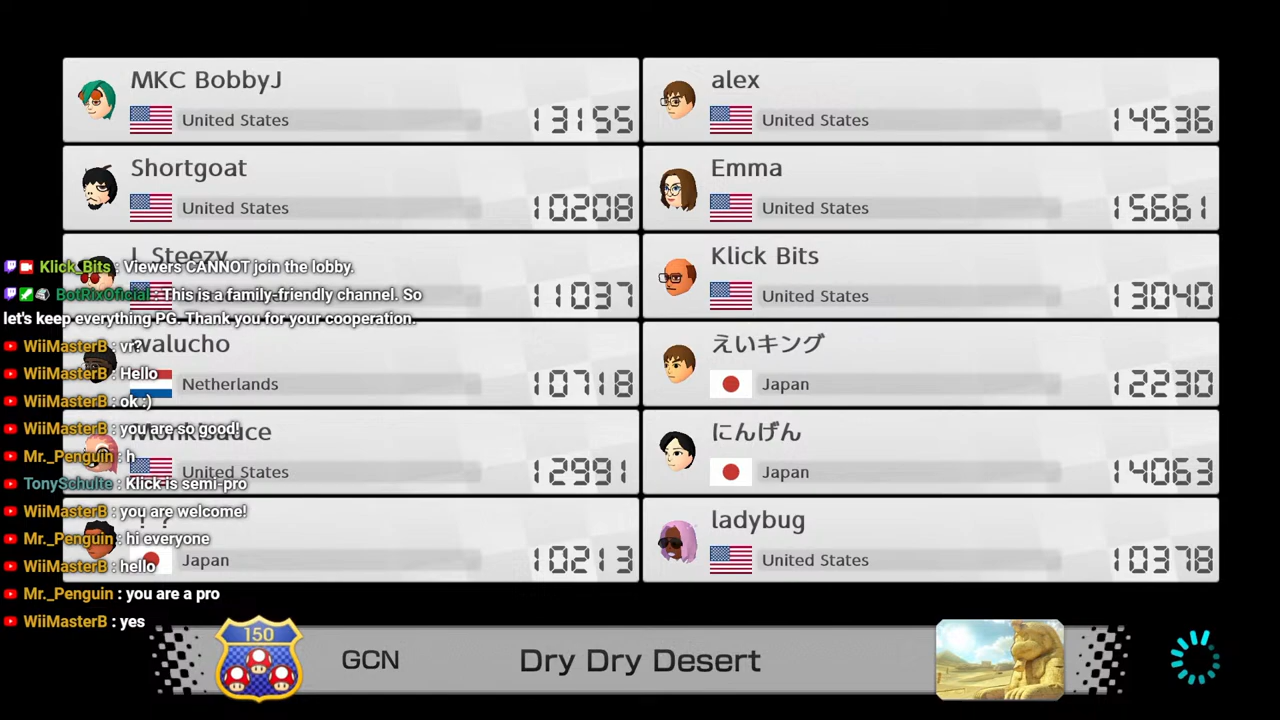 MKC BobbyJ
United States
13155
alex
United States
14536
Shortgoat
United States
10208
Emma
United States
15661
L Steezy
11037
Klick Bits
United States
13040
walucho
Netherlands
10718
えいキング
Japan
12230
Monkisauce
United States
12991
にんげん
Japan
14063
！？
Japan
10213
ladybug
United States
10378
Klick_Bits : Viewers CANNOT join the lobby.
BotRixOficial : This is a family-friendly channel. So
let's keep everything PG. Thank you for your cooperation.
WiiMasterB : vr?
WiiMasterB : Hello
WiiMasterB : ok :)
WiiMasterB : you are so good!
Mr._Penguin : h
TonySchulte : Klick is semi-pro
WiiMasterB : you are welcome!
Mr._Penguin : hi everyone
WiiMasterB : hello
Mr._Penguin : you are a pro
WiiMasterB : yes
150
GCN
Dry Dry Desert